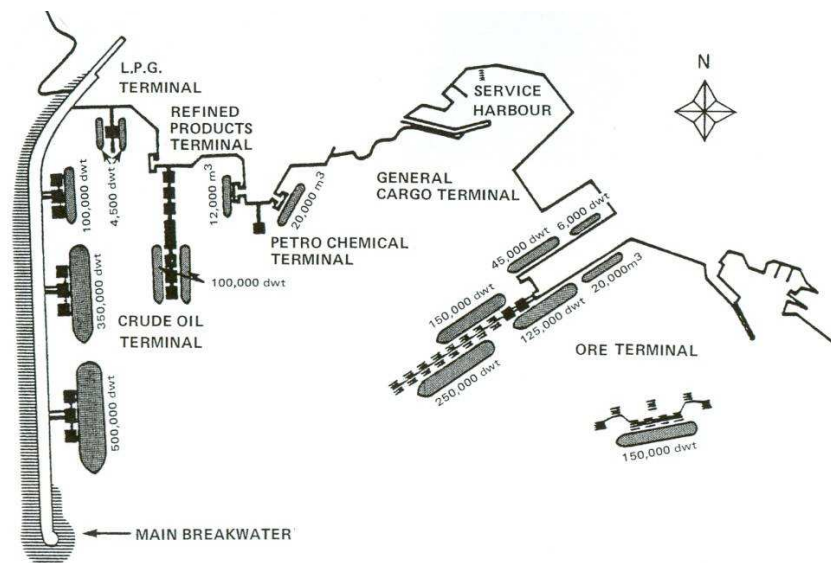 N
L.P.G.
TERMINAL
REFINED
PRODUCTS
TERMINAL
SERVICE
HARBOUR
100,000 dwt
4,500 dwt
12,000 m3
20,000 m3
GENERAL
CARGO TERMINAL
PETRO CHEMICAL
TERMINAL
45,000 dwt
6,000 dwt
350,000 dwt
100,000 dwt
20,000m3
150,000 dwt
125,000 dwt
CRUDE OIL
TERMINAL
ORE TERMINAL
250,000 dwt
500,000 dwt
150,000 dwt
MAIN BREAKWATER